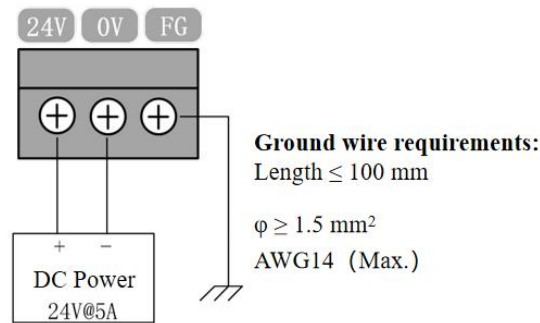 24V 0V FG
Ground wire requirements:
Length ≤ 100 mm
φ ≥ 1.5 mm²
AWG14（Max.）
+ −
DC Power
24V@5A